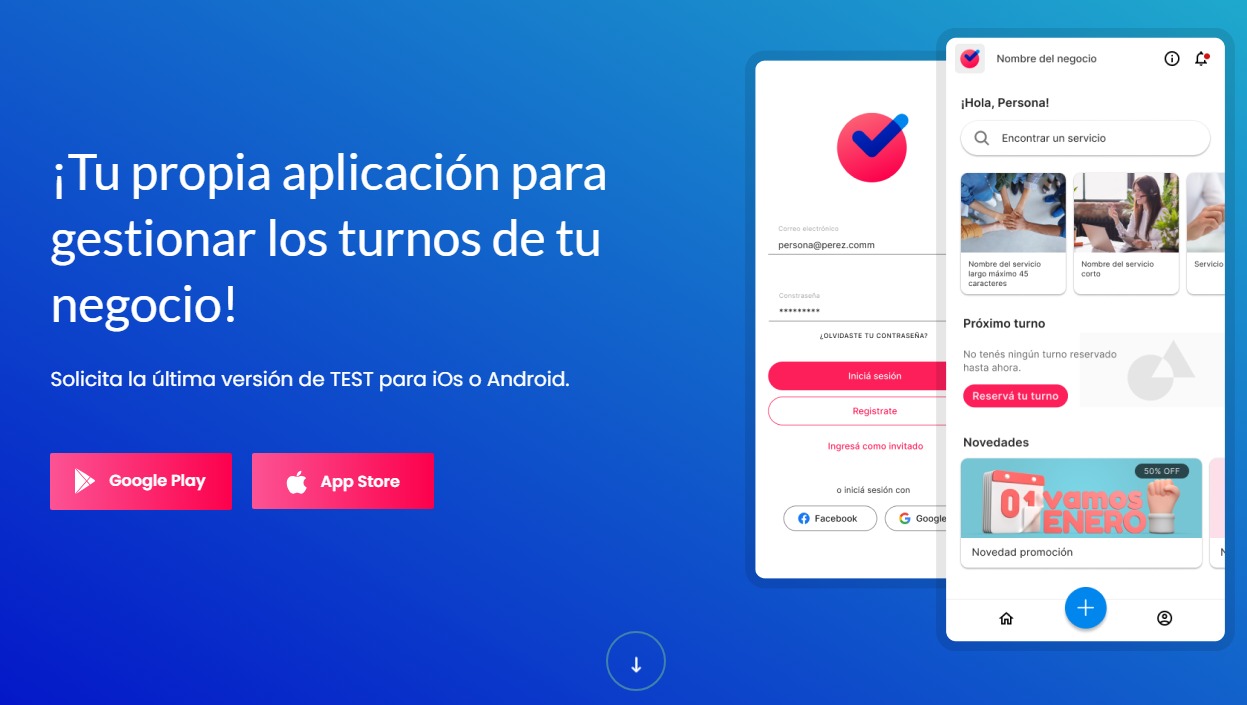 ¡Tu propia aplicación para
gestionar los turnos de tu
negocio!
Solicita la última versión de TEST para iOs o Android.
Google Play
App Store
Correo electrónico
persona@perez.comm
Constraseña
*********
¿OLVIDASTE TU CONTRASEÑA?
Iniciá sesión
Registrate
Ingresá como invitado
o iniciá sesión con
Facebook
Google
Nombre del negocio
¡Hola, Persona!
Encontrar un servicio
Nombre del servicio
largo máximo 45
caracteres
Nombre del servicio
corto
Servicio
Próximo turno
No tenés ningún turno reservado
hasta ahora.
Reservá tu turno
Novedades
50% OFF
01 vamos
ENERO
Novedad promoción
N